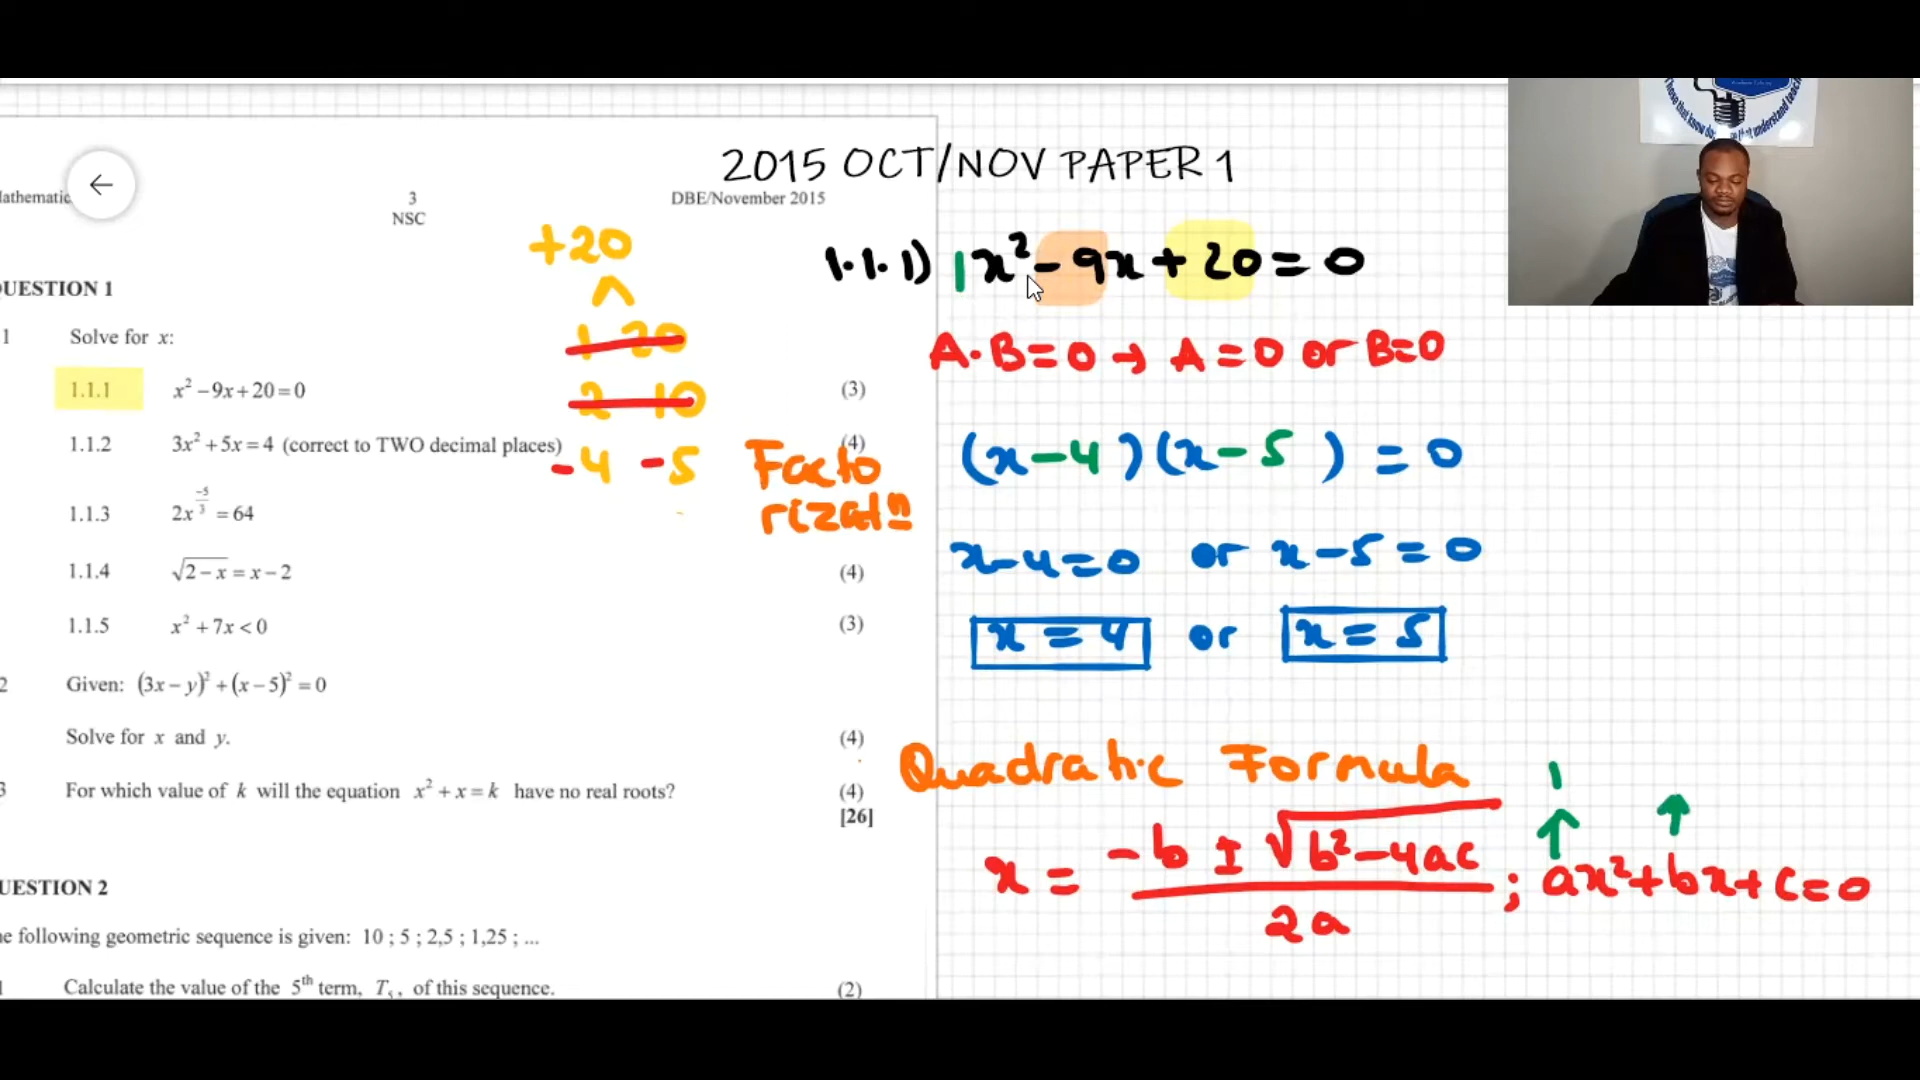 2015 OCT/NOV PAPER 1
3
NSC
DBE/November 2015
QUESTION 1
1 Solve for x:
1.1.1 x² – 9x + 20 = 0 (3)
1.1.2 3x² + 5x = 4 (correct to TWO decimal places) (4)
1.1.3 2x^(-5/3) = 64
1.1.4 √(2 – x) = x – 2 (4)
1.1.5 x² + 7x < 0 (3)
2 Given: (3x – y)² + (x – 5)² = 0
Solve for x and y. (4)
3 For which value of k will the equation x² + x = k have no real roots? (4)
[26]
UESTION 2
he following geometric sequence is given: 10 ; 5 ; 2,5 ; 1,25 ; ...
Calculate the value of the 5th term, T₅, of this sequence. (2)
+20
1 20
2 10
-4 -5
1.1.1) 1x² - 9x + 20 = 0
A·B=0 → A=0 or B=0
Facto
rizatn
(x-4)(x-5) = 0
x-4=0 or x-5=0
x=4 or x=5
Quadratic Formula
1
x = (-b ± √(b²-4ac))/2a ; ax²+bx+c=0